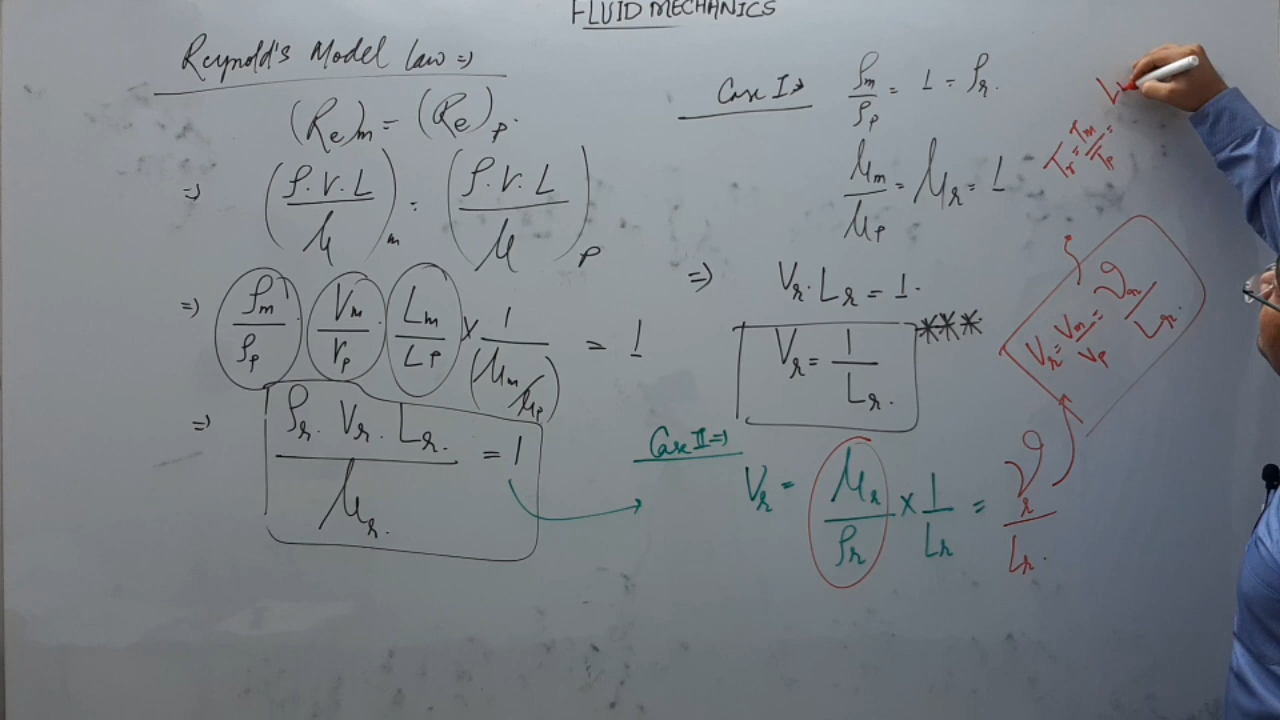 FLUID MECHANICS
Reynold's Model Law ⇒
(Re)m = (Re)p.
⇒ (ρ.V.L / μ)m = (ρ.V.L / μ)p
⇒ ρm/ρp Vm/Vp Lm/Lp × 1/(μm/μp) = 1
⇒ ρr. Vr. Lr. / μr. = 1
Case I ⇒ ρm/ρp = 1 = ρr.
μm/μp = μr = 1
⇒ Vr. Lr = 1.
Vr = 1/Lr. ***
Case II ⇒
Vr = μr/ρr × 1/Lr = νr/Lr.
Vr = Vm/Vp = νr/Lr.
Tr = Tm/Tp =